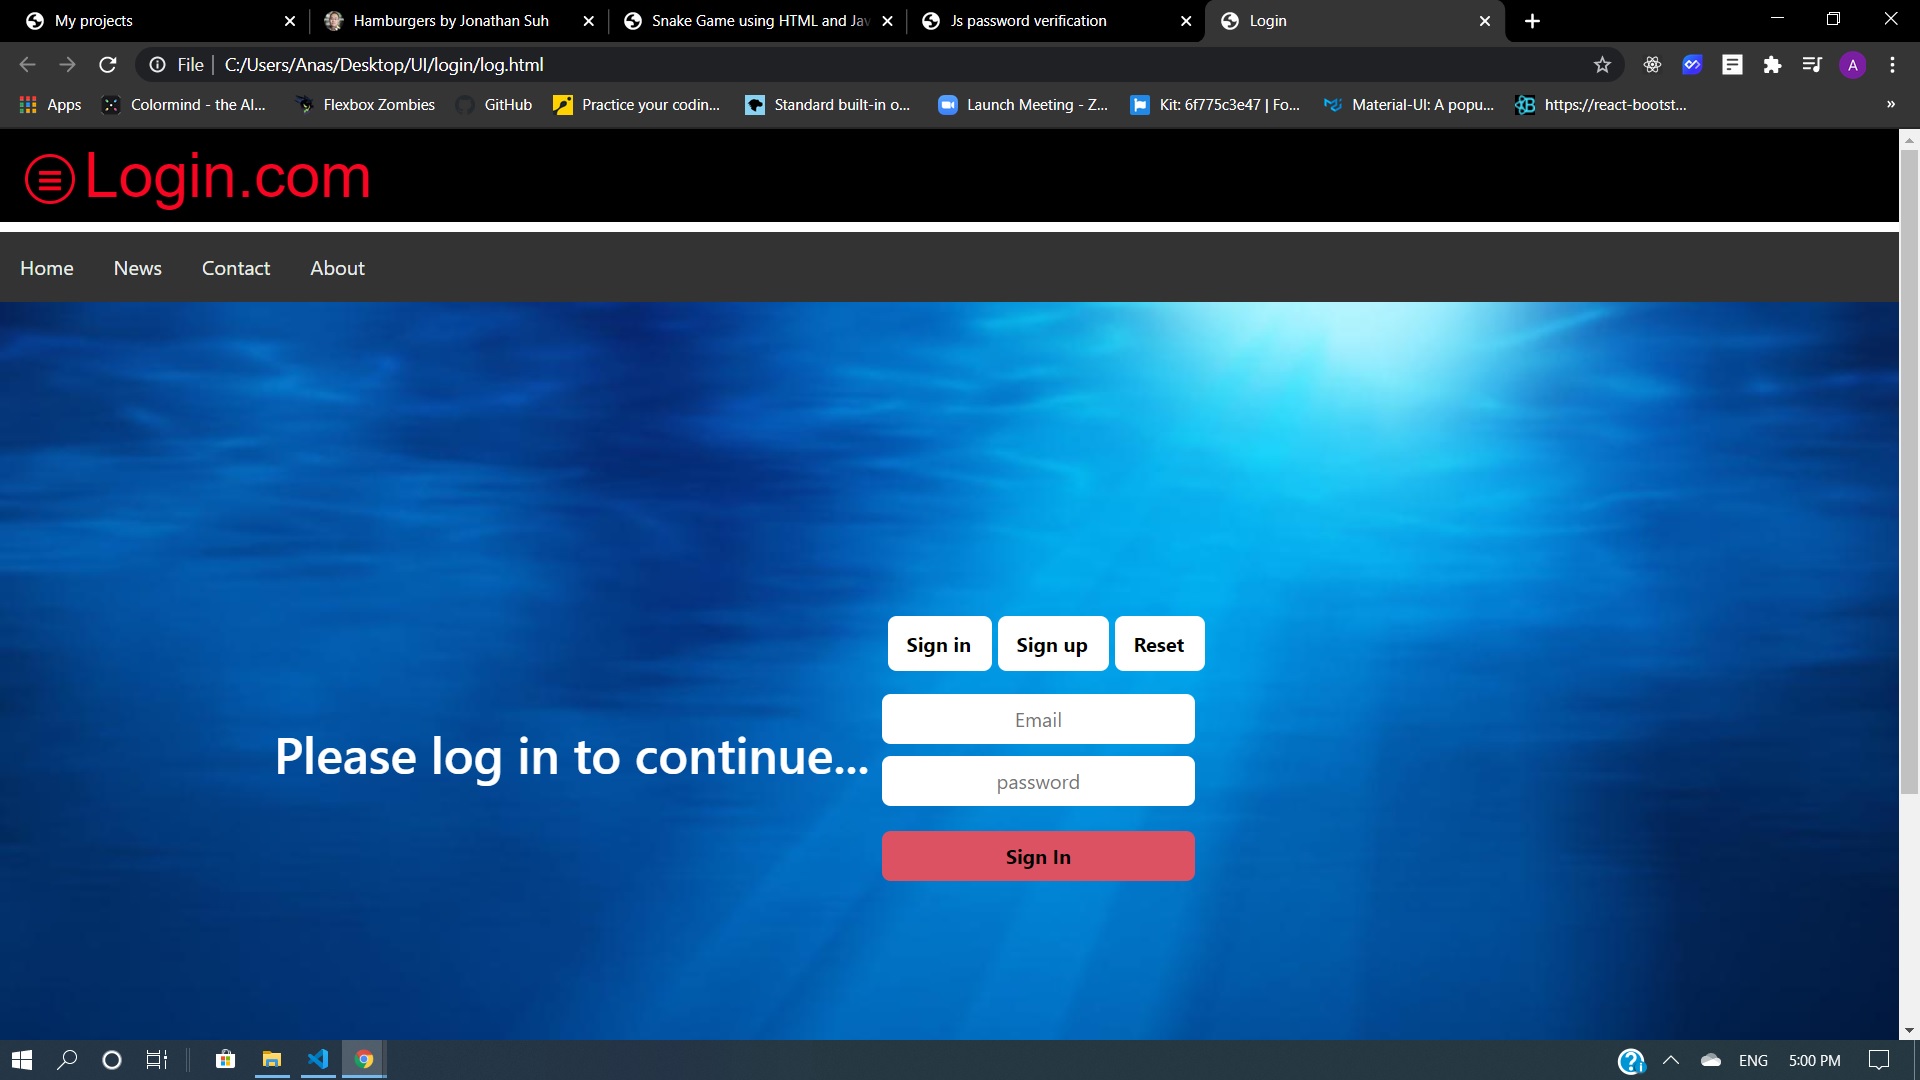 My projects
Hamburgers by Jonathan Suh
Snake Game using HTML and Jav
Js password verification
Login
File
C:/Users/Anas/Desktop/UI/login/log.html
A
Apps
Colormind - the AI...
Flexbox Zombies
GitHub
Practice your codin...
Standard built-in o...
Launch Meeting - Z...
Kit: 6f775c3e47 | Fo...
Material-UI: A popu...
https://react-bootst...
»
Login.com
Home News Contact About
Sign in Sign up Reset
Email
Please log in to continue...
password
Sign In
ENG 5:00 PM